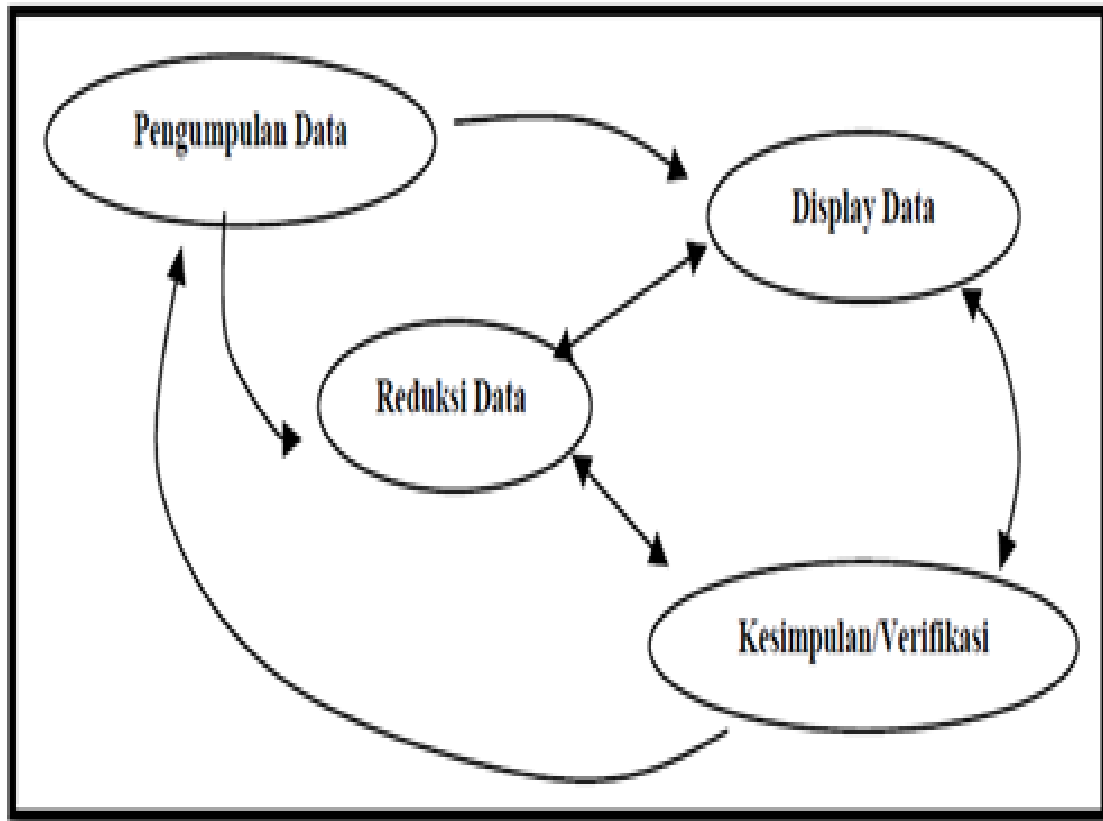 Pengumpulan Data
Display Data
Reduksi Data
Kesimpulan/Verifikasi